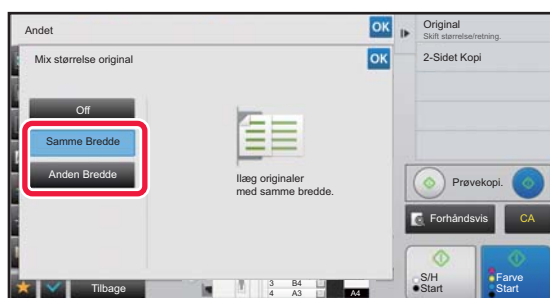 Andet
OK
Mix størrelse original
OK
Off
Samme Bredde
Anden Bredde
Ilæg originaler
med samme bredde.
Tilbage
3 B4
4 A3
A4
Original
Skift størrelse/retning.
2-Sidet Kopi
Prøvekopi.
Forhåndsvis
CA
S/H
Start
Farve
Start